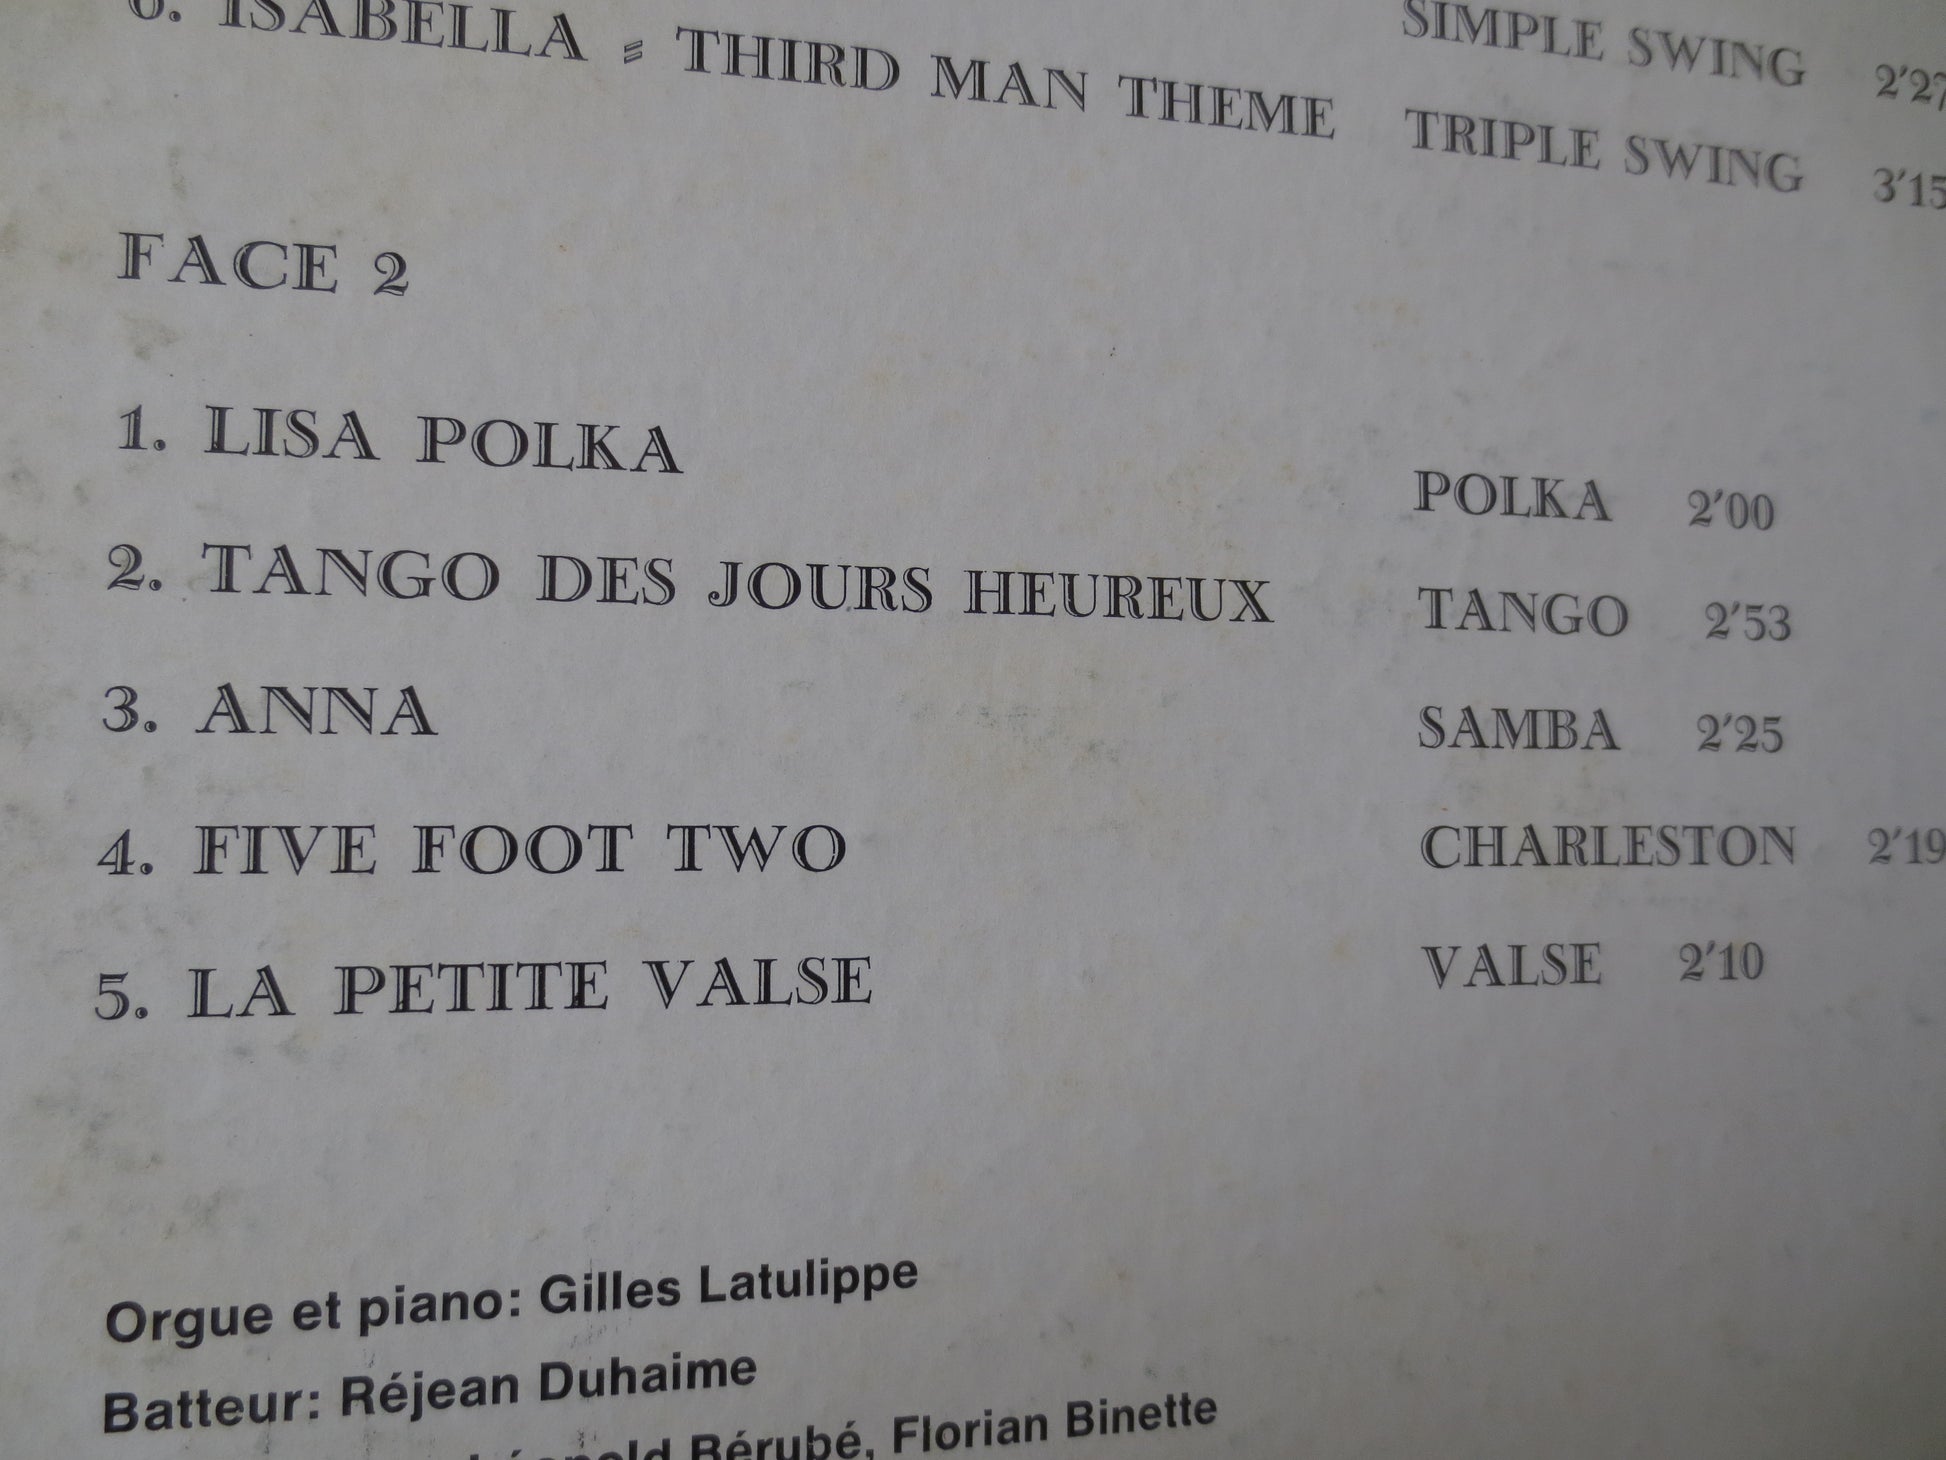 SIMPLE SWING 2'27
6. ISABELLA = THIRD MAN THEME TRIPLE SWING 3'15
FACE 2
1. LISA POLKA POLKA 2'00
2. TANGO DES JOURS HEUREUX TANGO 2'53
3. ANNA SAMBA 2'25
4. FIVE FOOT TWO CHARLESTON 2'19
5. LA PETITE VALSE VALSE 2'10
Orgue et piano: Gilles Latulippe
Batteur: Réjean Duhaime
Bérubé, Florian Binette